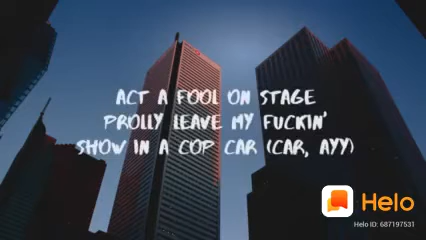 ACT A FOOL ON STAGE
PROLLY LEAVE MY FUCKIN'
SHOW IN A COP CAR (CAR, AYY)
Helo
Helo ID: 687197531